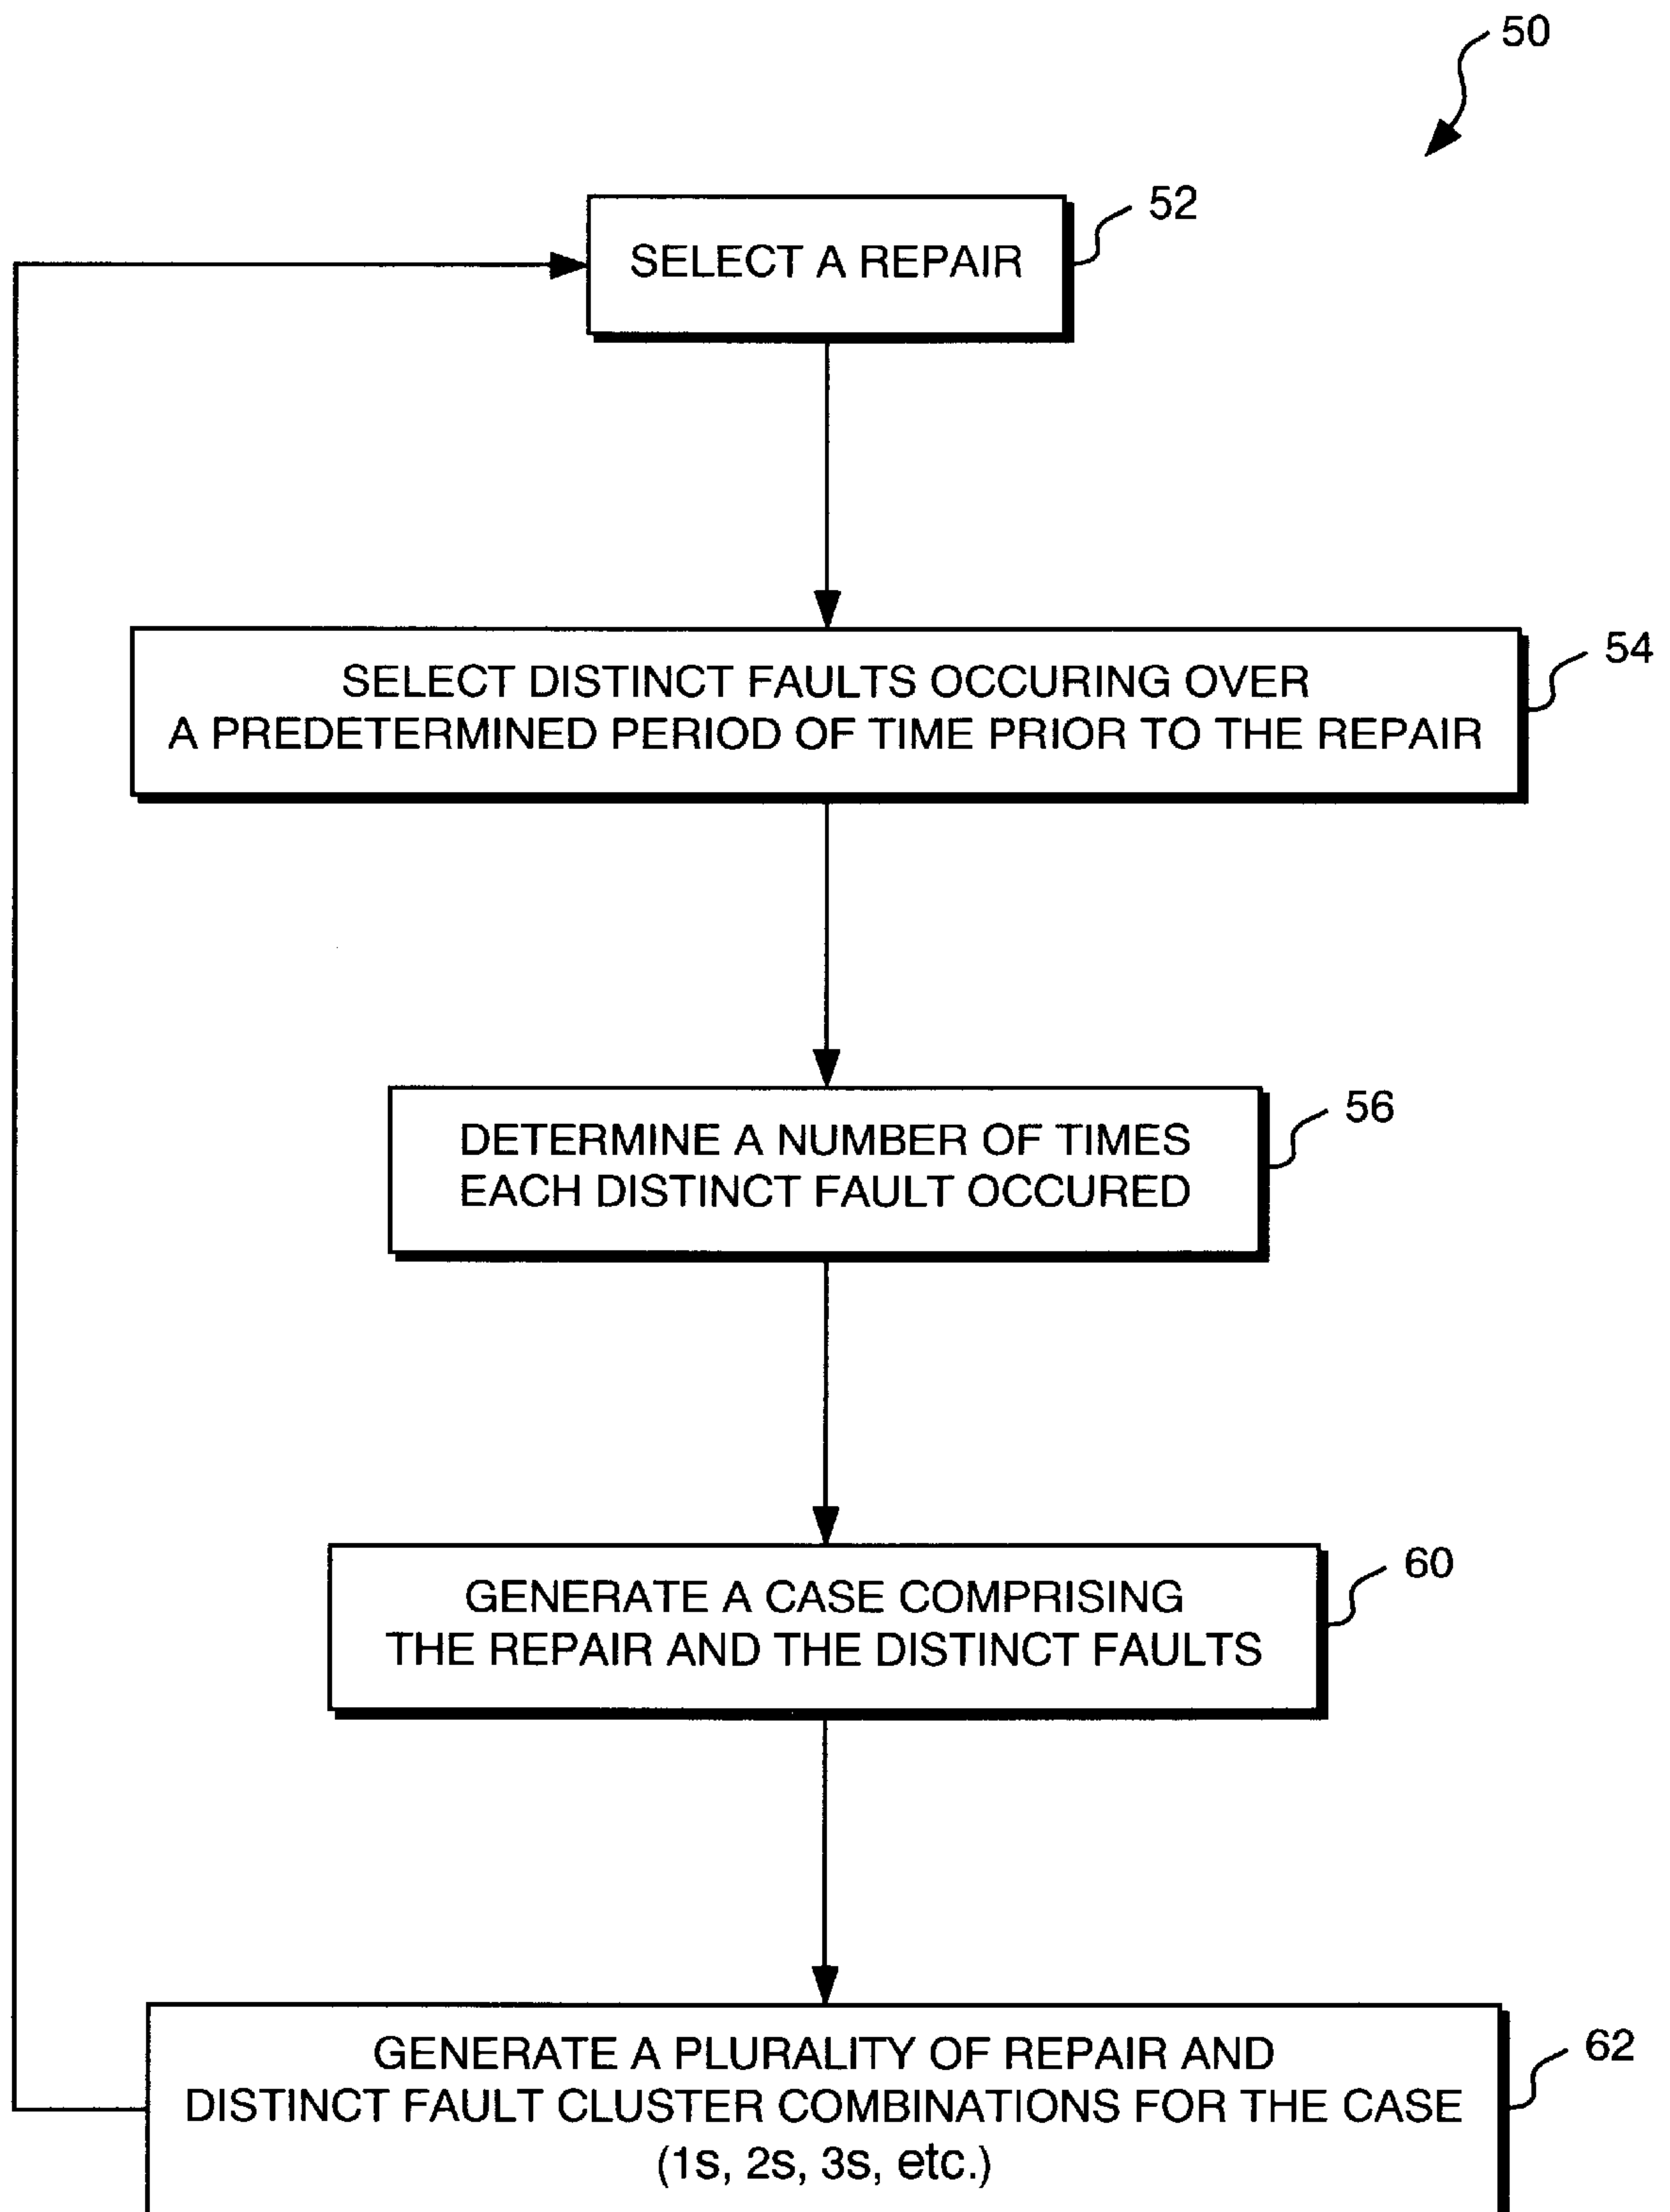 50
SELECT A REPAIR
52
SELECT DISTINCT FAULTS OCCURING OVER
A PREDETERMINED PERIOD OF TIME PRIOR TO THE REPAIR
54
DETERMINE A NUMBER OF TIMES
EACH DISTINCT FAULT OCCURED
56
GENERATE A CASE COMPRISING
THE REPAIR AND THE DISTINCT FAULTS
60
GENERATE A PLURALITY OF REPAIR AND
DISTINCT FAULT CLUSTER COMBINATIONS FOR THE CASE
(1s, 2s, 3s, etc.)
62